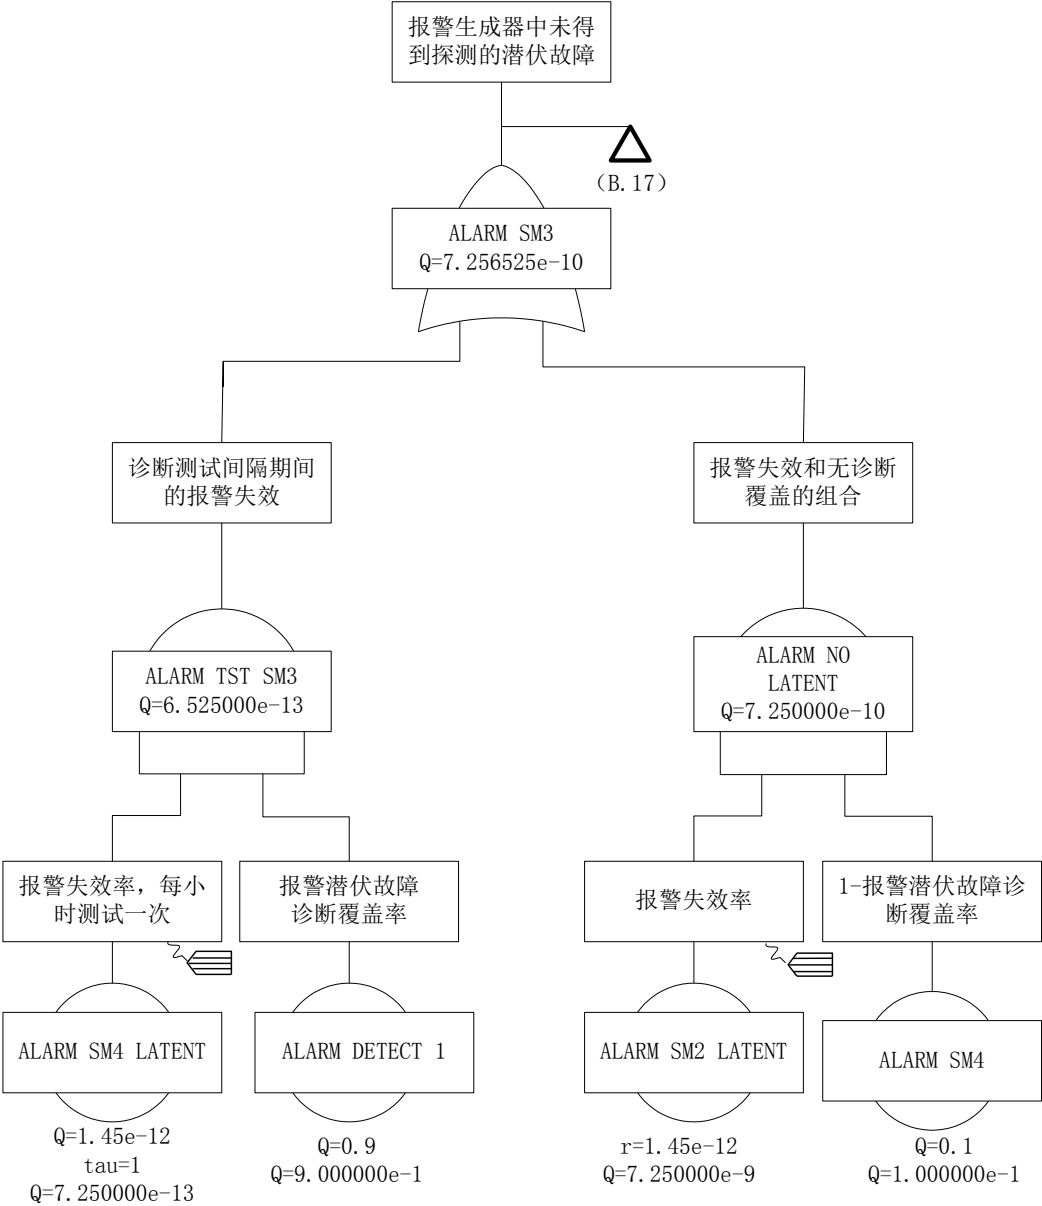 报警生成器中未得
到探测的潜伏故障
(B.17)
ALARM SM3
Q=7.256525e-10
诊断测试间隔期间
的报警失效
报警失效和无诊断
覆盖的组合
ALARM TST SM3
Q=6.525000e-13
ALARM NO
LATENT
Q=7.250000e-10
报警失效率，每小
时测试一次
报警潜伏故障
诊断覆盖率
报警失效率
1-报警潜伏故障诊
断覆盖率
ALARM SM4 LATENT
ALARM DETECT 1
ALARM SM2 LATENT
ALARM SM4
Q=1.45e-12
tau=1
Q=7.250000e-13
Q=0.9
Q=9.000000e-1
r=1.45e-12
Q=7.250000e-9
Q=0.1
Q=1.000000e-1